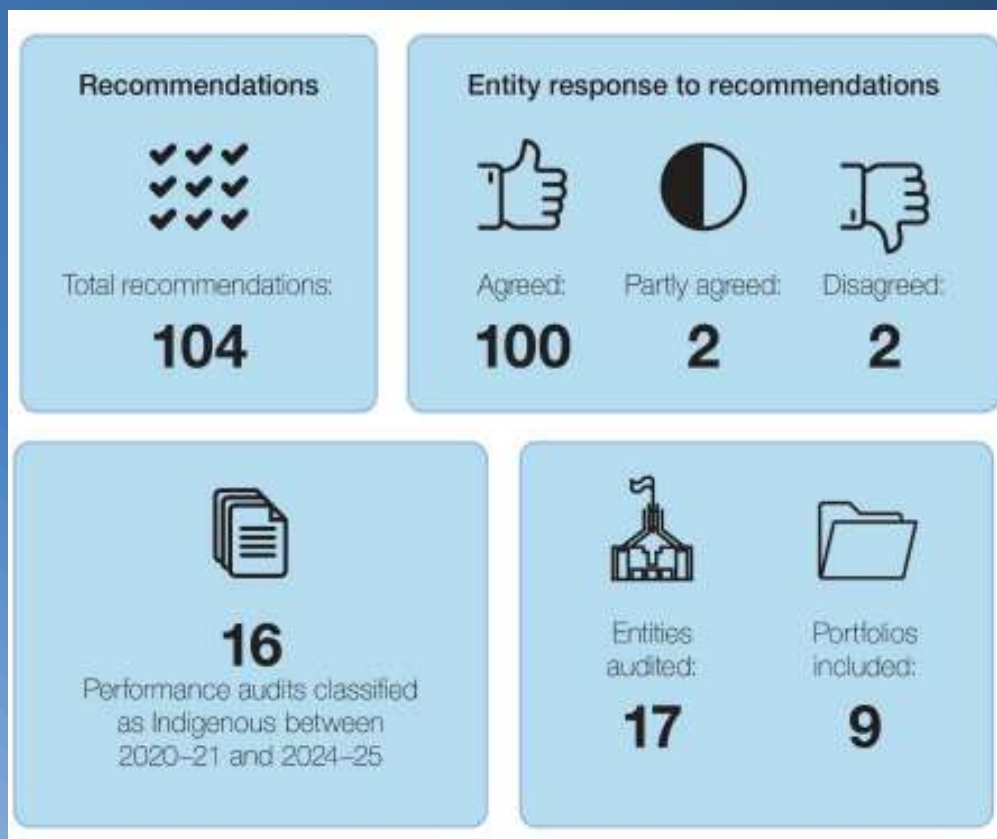 Recommendations
Total recommendations:
104
Entity response to recommendations
Agreed:
100
Partly agreed:
2
Disagreed:
2
16
Performance audits classified
as Indigenous between
2020–21 and 2024–25
Entities
audited:
17
Portfolios
included:
9